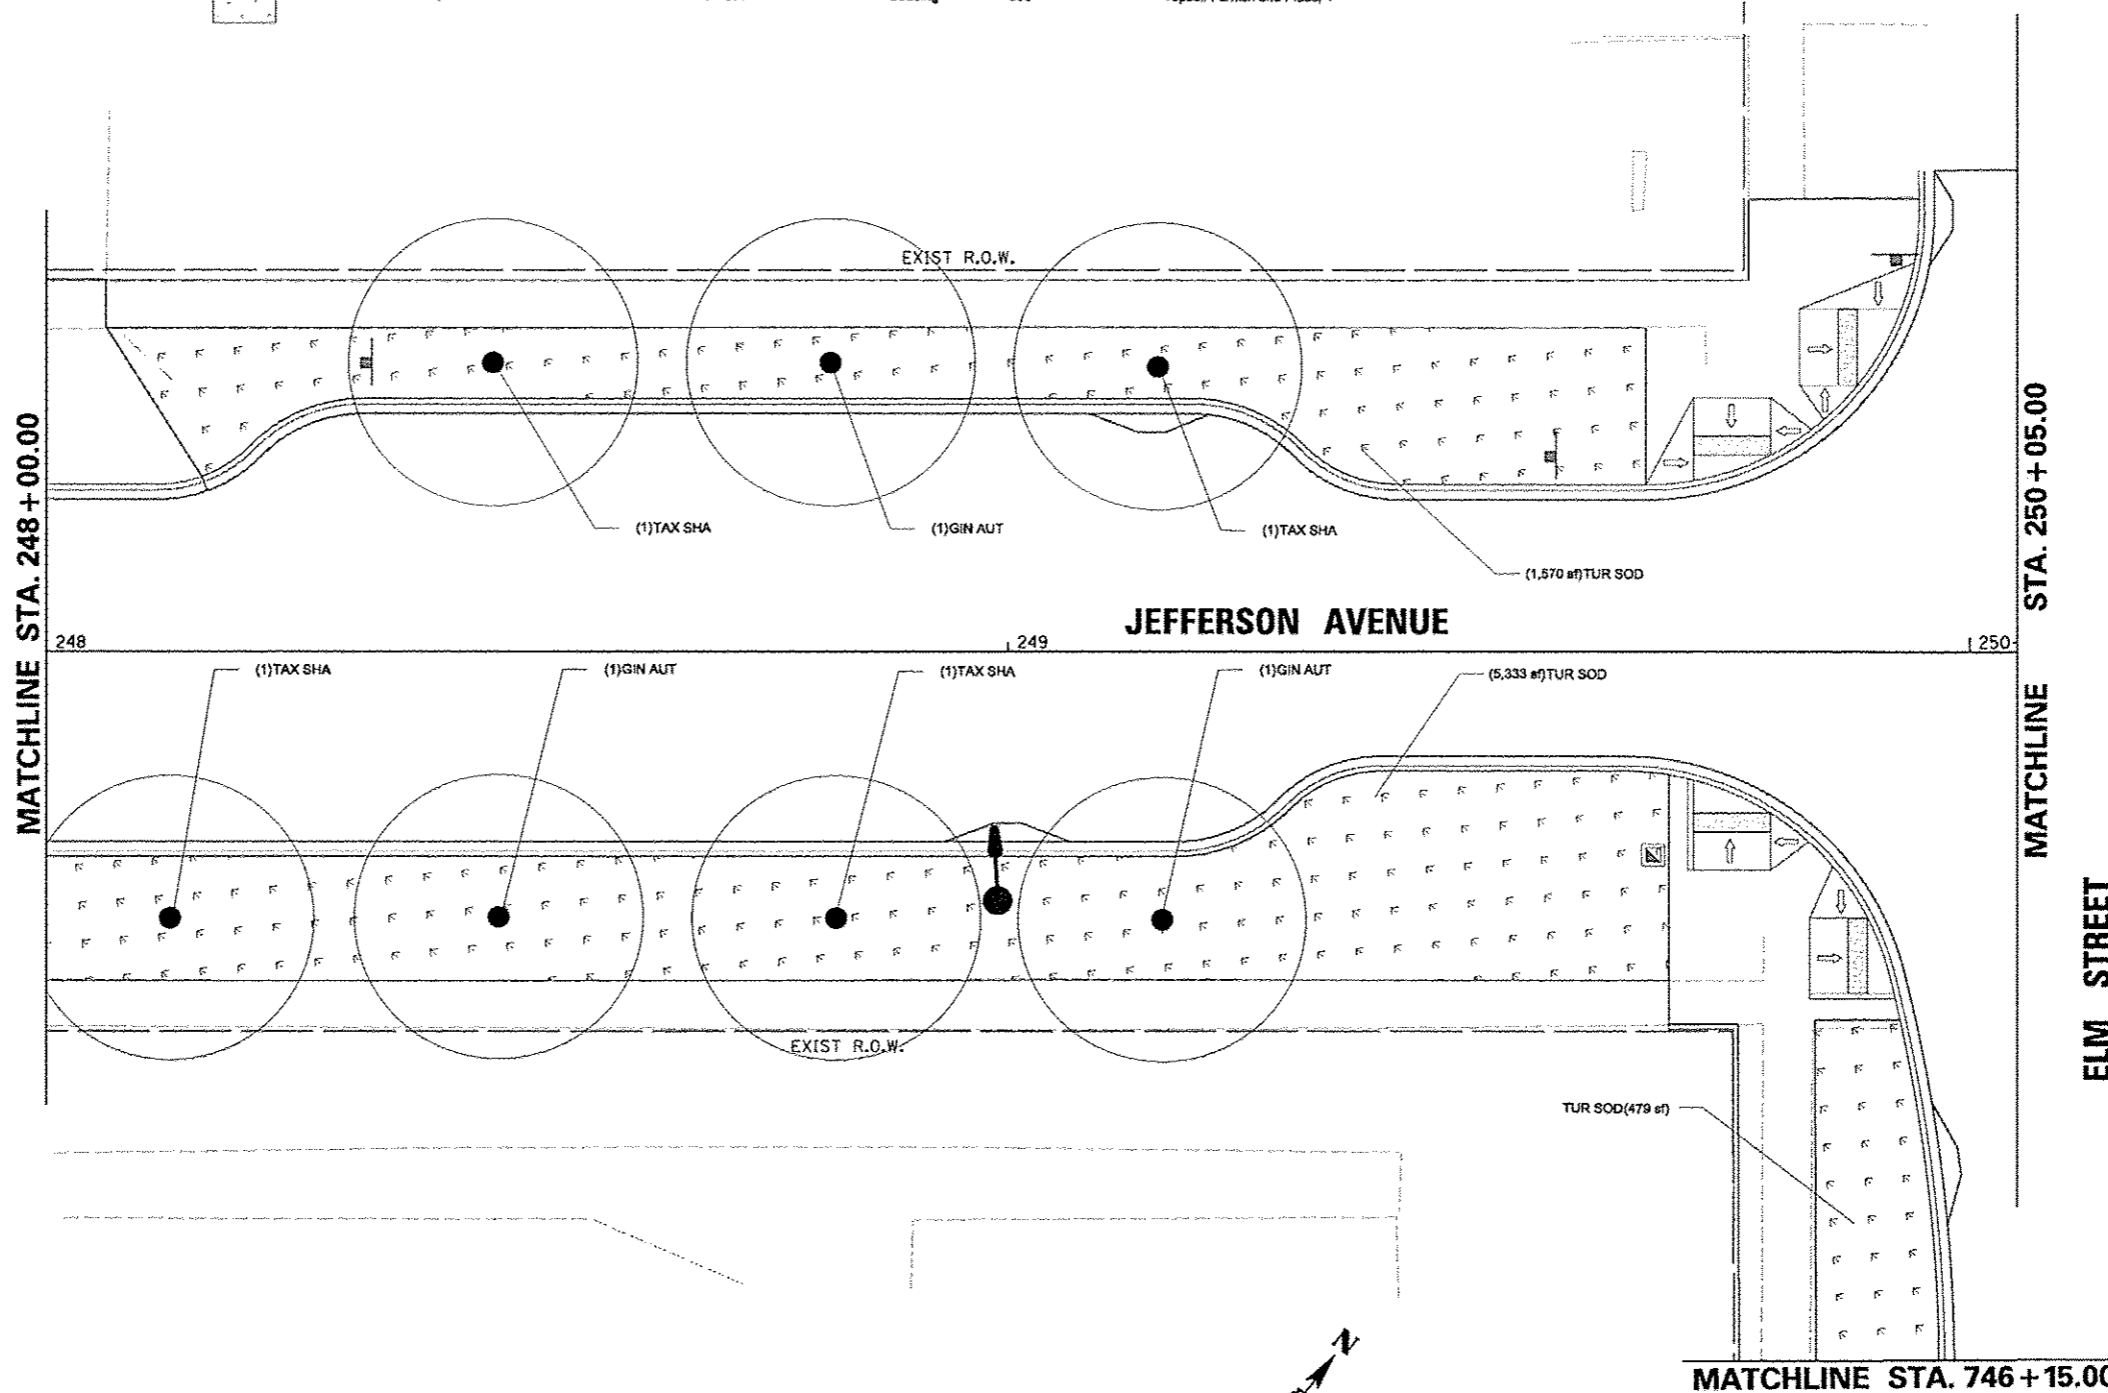 EXIST R.O.W.
(1)TAX SHA
(1)GIN AUT
(1)TAX SHA
(1,570 sf)TUR SOD
MATCHLINE STA. 248+00.00
MATCHLINE STA. 250+05.00
JEFFERSON AVENUE
248
249
250
(1)TAX SHA
(1)GIN AUT
(1)TAX SHA
(1)GIN AUT
(5,333 sf)TUR SOD
EXIST R.O.W.
ELM STREET
TUR SOD(479 sf)
N
MATCHLINE STA. 746+15.00